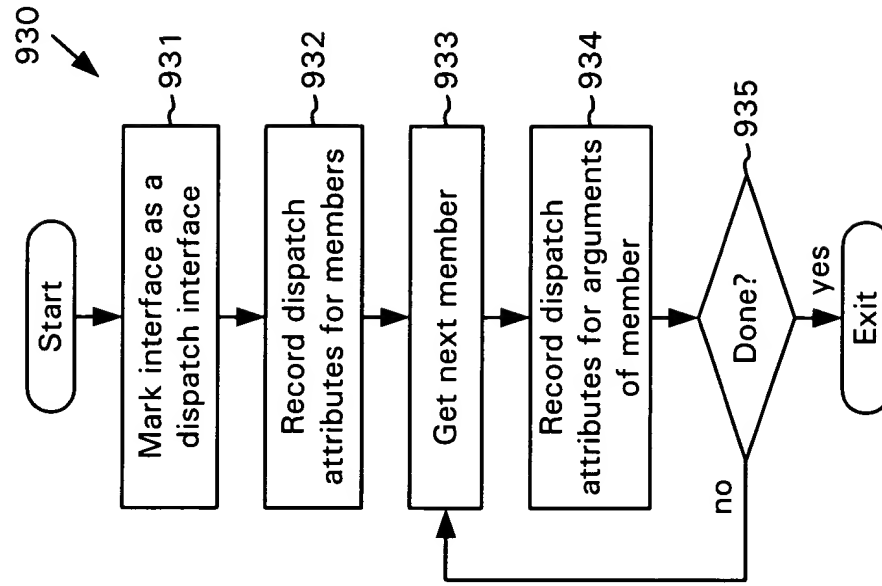 930
Start
Mark interface as a
dispatch interface
931
Record dispatch
attributes for members
932
Get next member
933
Record dispatch
attributes for arguments
of member
934
Done?
935
no
yes
Exit